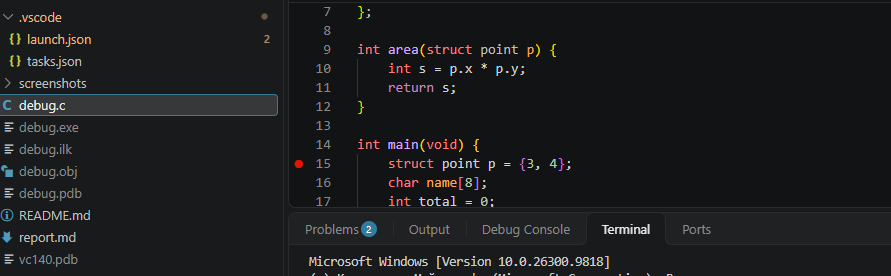 .vscode
launch.json 2
tasks.json
screenshots
debug.c
debug.exe
debug.ilk
debug.obj
debug.pdb
README.md
report.md
vc140.pdb
7 };
8
9 int area(struct point p) {
10 int s = p.x * p.y;
11 return s;
12 }
13
14 int main(void) {
15 struct point p = {3, 4};
16 char name[8];
17 int total = 0;
Problems 2 Output Debug Console Terminal Ports
Microsoft Windows [Version 10.0.26300.9818]